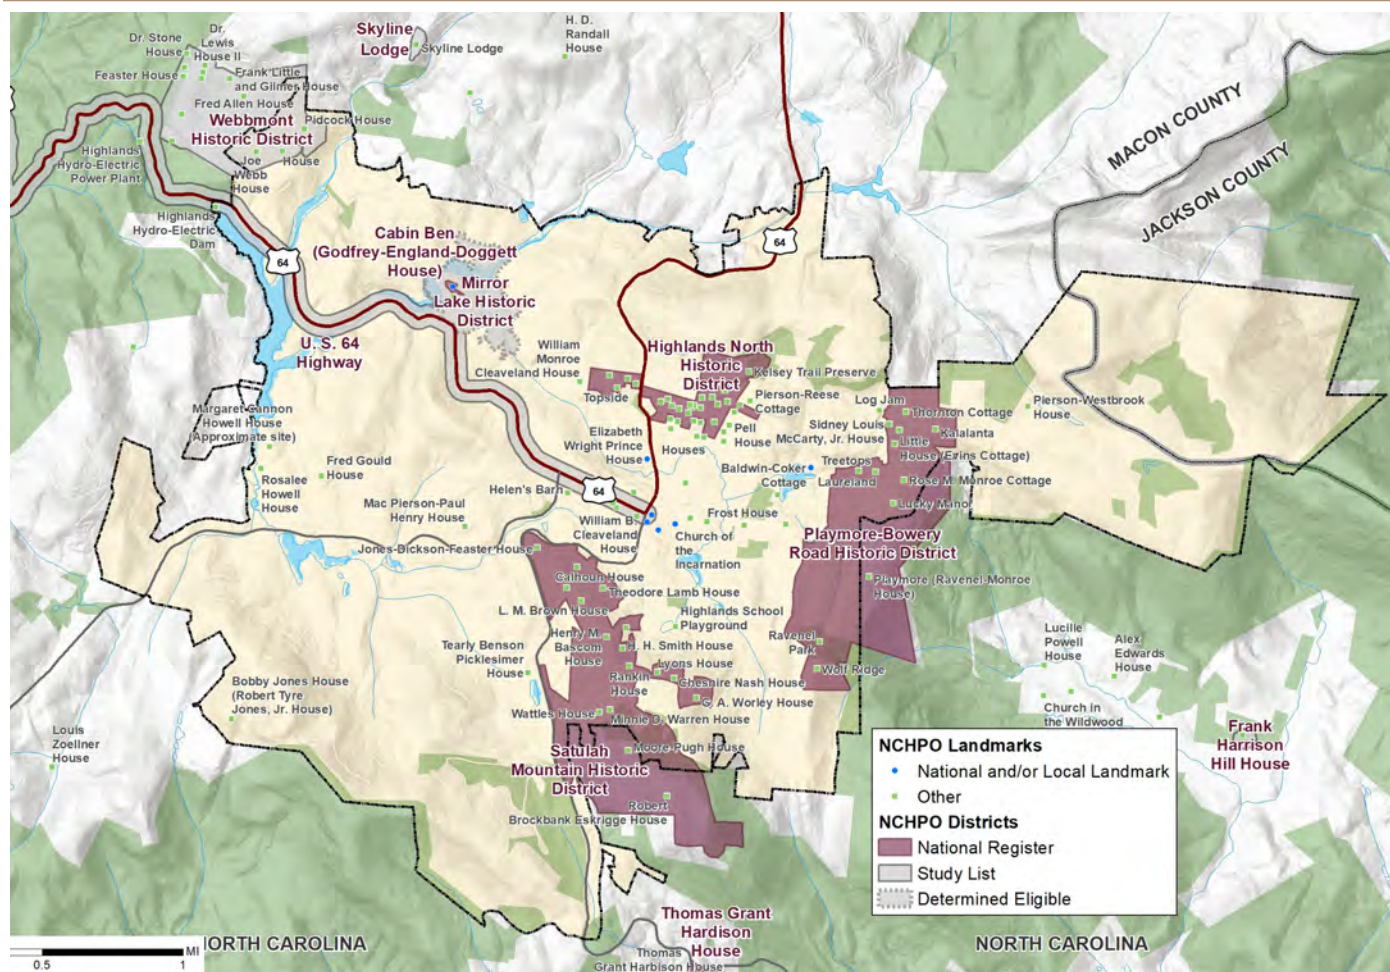 Dr. Stone
House
Dr.
Lewis
House II
Feaster House
Frank Little
and Gilmer House
Fred Allen House
Webbmont
Historic District
Pidcock House
Joe
Webb
House
House
Skyline
Lodge
Skyline Lodge
H. D.
Randall
House
64
MACON COUNTY
JACKSON COUNTY
Highlands
Hydro-Electric
Power Plant
Highlands
Hydro-Electric
Dam
64
U. S. 64
Highway
Cabin Ben
(Godfrey-England-Doggett
House)
Mirror
Lake Historic
District
William
Monroe
Cleaveland House
Topside
Highlands North
Historic
District
Kelsey Trail Preserve
Pierson-Reese
Cottage
Pell
House
Houses
Elizabeth
Wright Prince
House
Log Jam
Thornton Cottage
Sidney Louis
McCarty, Jr. House
Kalalanta
Little
House (Evins Cottage)
Pierson-Westbrook
House
Treetops
Laureland
Rose M. Monroe Cottage
Lucky Manor
Baldwin-Coker
Cottage
Frost House
Margaret Cannon
Howell House
(Approximate site)
Rosalee
Howell
House
Fred Gould
House
Mac Pierson-Paul
Henry House
Helen's Barn
64
William B.
Cleaveland
House
Church of
the
Incarnation
Playmore-Bowery
Road Historic District
Playmore (Ravenel-Monroe
House)
Jones-Dickson-Feaster House
Calhoun House
Theodore Lamb House
L. M. Brown House
Highlands School
Playground
Henry M.
Bascom
House
H. H. Smith House
Lyons House
Rankin
House
Chesnire Nash House
G. A. Worley House
Ravenel
Park
Wolf Ridge
Tearly Benson
Picklesimer
House
Wattles House
Minnie D. Warren House
Moore-Pugh House
Satulah
Mountain Historic
District
Robert
Brockbank Eskrigge House
Bobby Jones House
(Robert Tyre
Jones, Jr. House)
Louis
Zoellner
House
Lucille
Powell
House
Alex
Edwards
House
Church in
the Wildwood
Frank
Harrison
Hill House
Thomas Grant
Hardison
House
Thomas
Grant Harbison House
NCHPO Landmarks
National and/or Local Landmark
Other
NCHPO Districts
National Register
Study List
Determined Eligible
NORTH CAROLINA
NORTH CAROLINA
MI
0.5
1